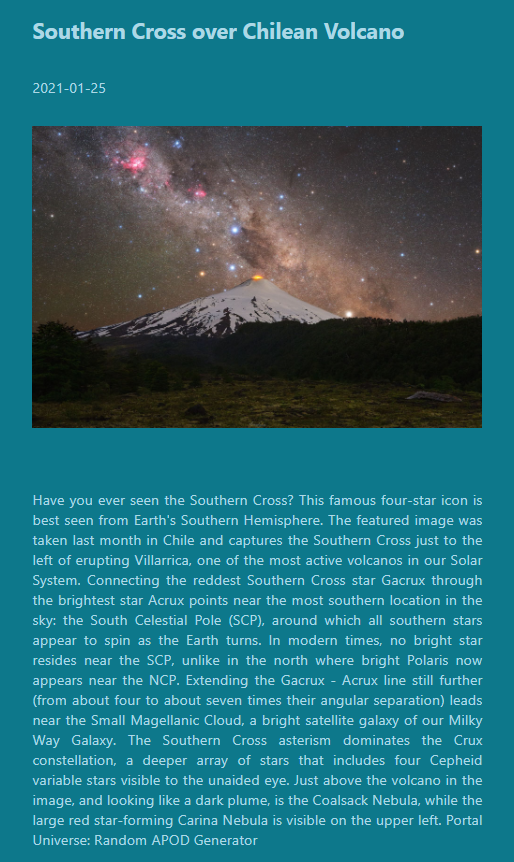 Southern Cross over Chilean Volcano
2021-01-25
Have you ever seen the Southern Cross? This famous four-star icon is
best seen from Earth's Southern Hemisphere. The featured image was
taken last month in Chile and captures the Southern Cross just to the
left of erupting Villarrica, one of the most active volcanos in our Solar
System. Connecting the reddest Southern Cross star Gacrux through
the brightest star Acrux points near the most southern location in the
sky: the South Celestial Pole (SCP), around which all southern stars
appear to spin as the Earth turns. In modern times, no bright star
resides near the SCP, unlike in the north where bright Polaris now
appears near the NCP. Extending the Gacrux - Acrux line still further
(from about four to about seven times their angular separation) leads
near the Small Magellanic Cloud, a bright satellite galaxy of our Milky
Way Galaxy. The Southern Cross asterism dominates the Crux
constellation, a deeper array of stars that includes four Cepheid
variable stars visible to the unaided eye. Just above the volcano in the
image, and looking like a dark plume, is the Coalsack Nebula, while the
large red star-forming Carina Nebula is visible on the upper left. Portal
Universe: Random APOD Generator